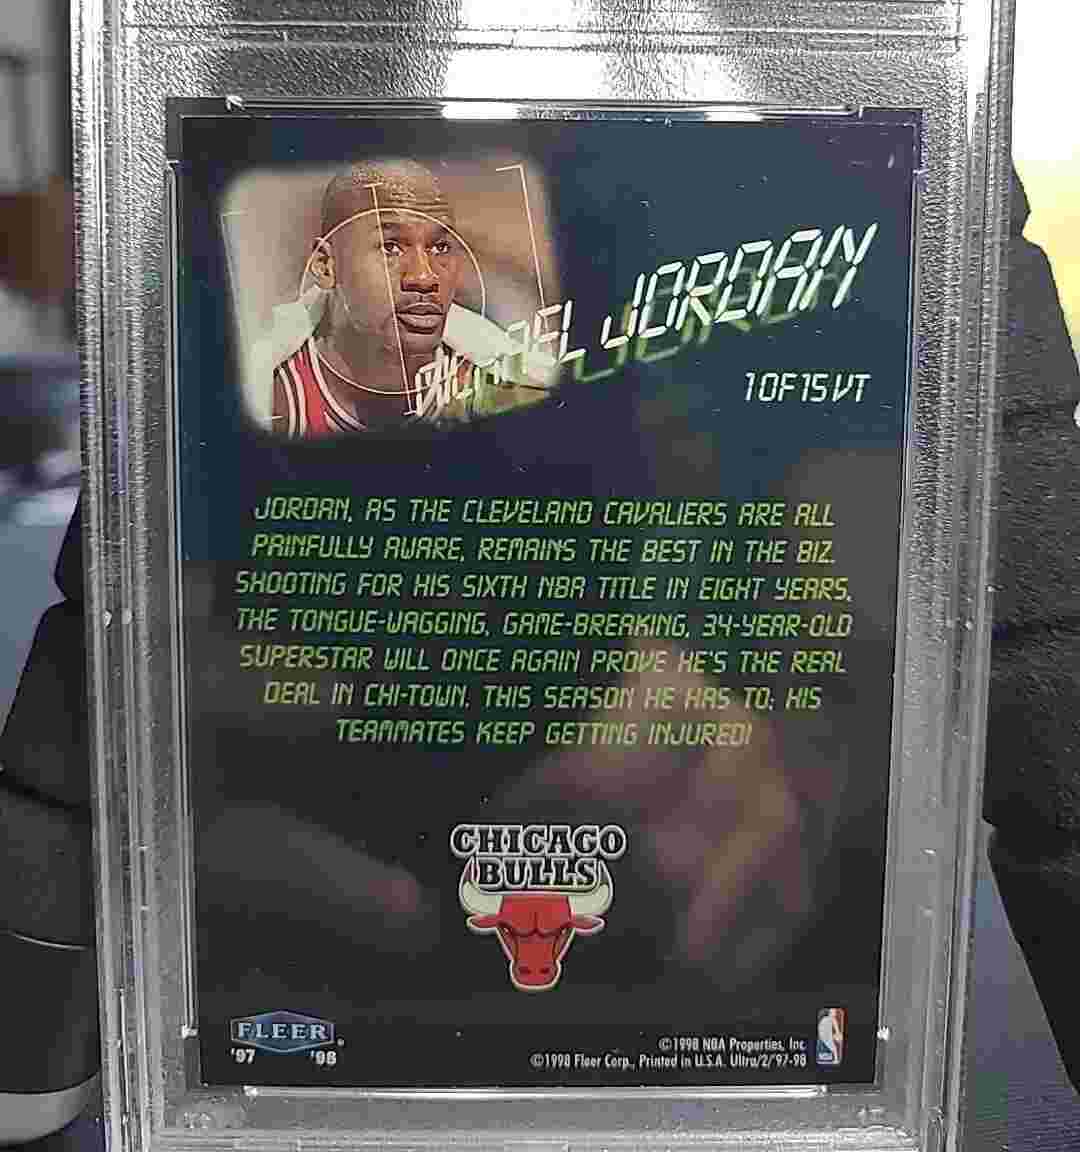 MICHAEL JORDAN
1 OF 15 VT
JORDAN, AS THE CLEVELAND CAVALIERS ARE ALL
PAINFULLY AWARE, REMAINS THE BEST IN THE BIZ.
SHOOTING FOR HIS SIXTH NBA TITLE IN EIGHT YEARS,
THE TONGUE-WAGGING, GAME-BREAKING, 34-YEAR-OLD
SUPERSTAR WILL ONCE AGAIN PROVE HE'S THE REAL
DEAL IN CHI-TOWN. THIS SEASON HE HAS TO: HIS
TEAMMATES KEEP GETTING INJURED!
CHICAGO
BULLS
FLEER
'97 '98
©1998 NBA Properties, Inc.
©1998 Fleer Corp., Printed in U.S.A. Ultra/2/'97-98
NBA